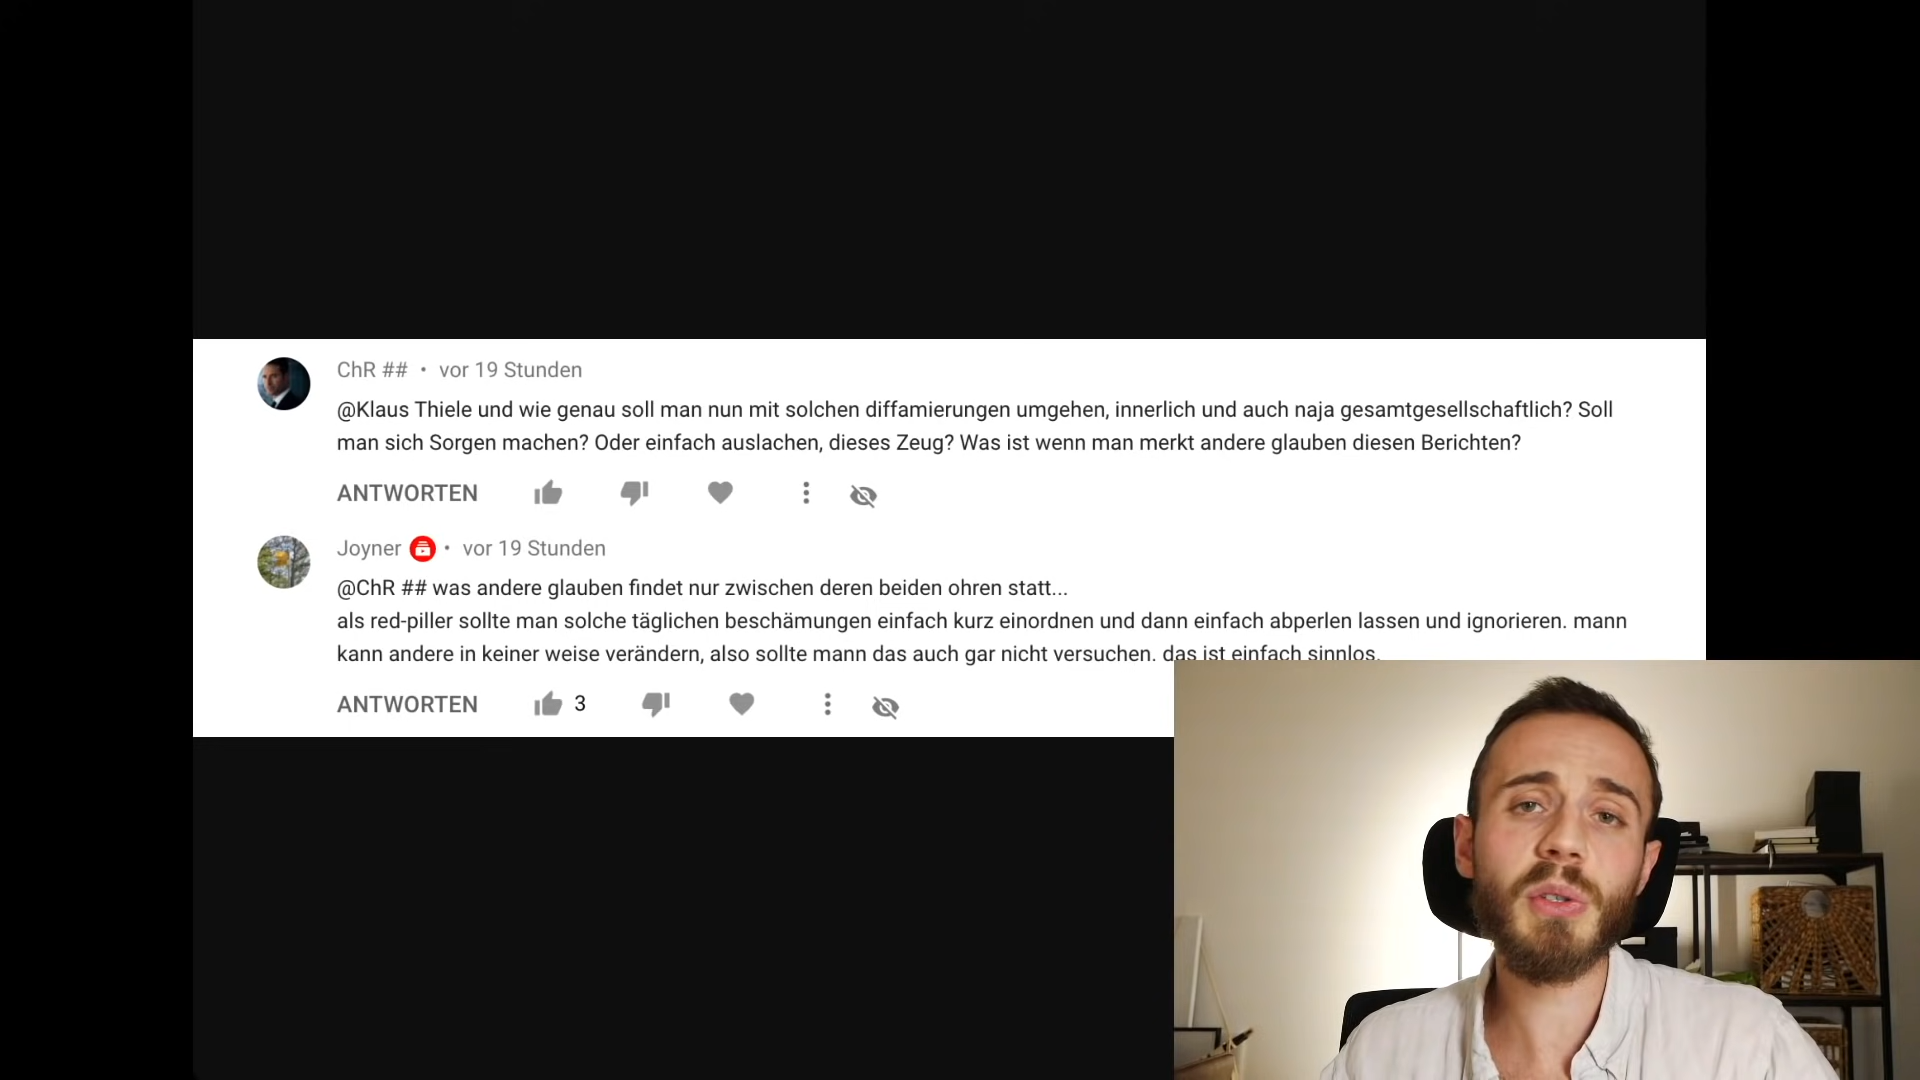 ChR ## • vor 19 Stunden
@Klaus Thiele und wie genau soll man nun mit solchen diffamierungen umgehen, innerlich und auch naja gesamtgesellschaftlich? Soll
man sich Sorgen machen? Oder einfach auslachen, dieses Zeug? Was ist wenn man merkt andere glauben diesen Berichten?
ANTWORTEN
Joyner • vor 19 Stunden
@ChR ## was andere glauben findet nur zwischen deren beiden ohren statt...
als red-piller sollte man solche täglichen beschämungen einfach kurz einordnen und dann einfach abperlen lassen und ignorieren. mann
kann andere in keiner weise verändern, also sollte mann das auch gar nicht versuchen. das ist einfach sinnlos.
ANTWORTEN 3